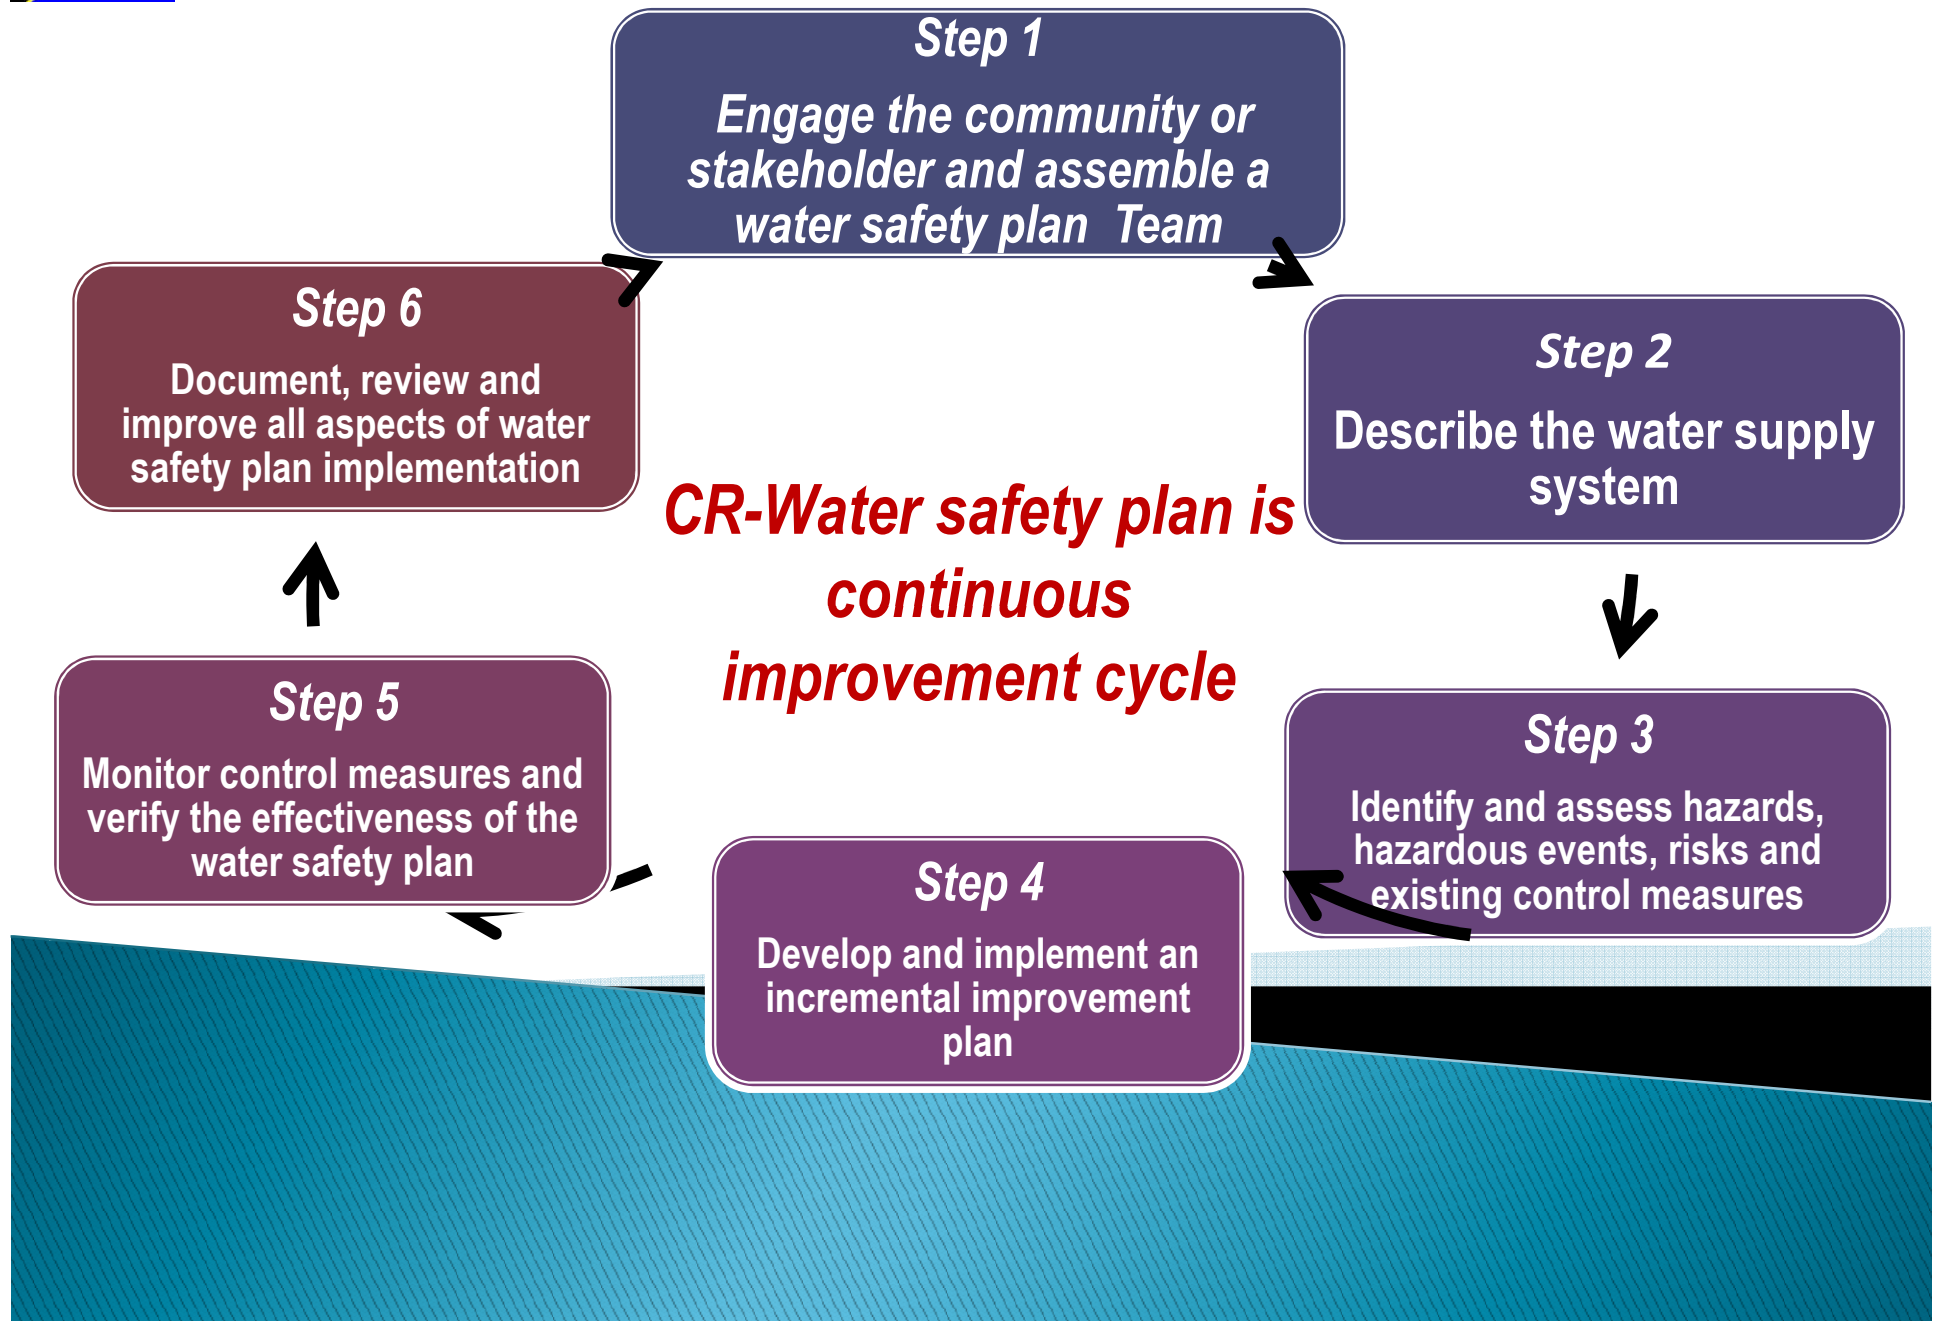 Step 1
Engage the community or
stakeholder and assemble a
water safety plan  Team
Step 2
Describe the water supply
system
Step 3
Identify and assess hazards,
hazardous events, risks and
existing control measures
Step 4
Develop and implement an
incremental improvement
plan
Step 5
Monitor control measures and
verify the effectiveness of the
water safety plan
Step 6
Document, review and
improve all aspects of water
safety plan implementation
CR-Water safety plan is
continuous
improvement cycle